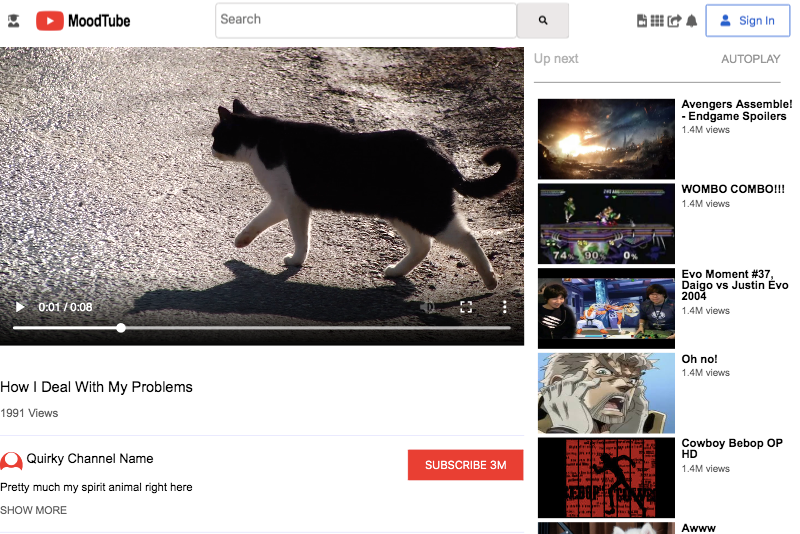 MoodTube
Search
Sign In
0:01 / 0:08
How I Deal With My Problems
1991 Views
Quirky Channel Name
SUBSCRIBE 3M
Pretty much my spirit animal right here
SHOW MORE
Up next
AUTOPLAY
Avengers Assemble!
- Endgame Spoilers
1.4M views
WOMBO COMBO!!!
1.4M views
74% 90% 0%
Evo Moment #37,
Daigo vs Justin Evo
2004
1.4M views
Oh no!
1.4M views
Cowboy Bebop OP
HD
1.4M views
Awww